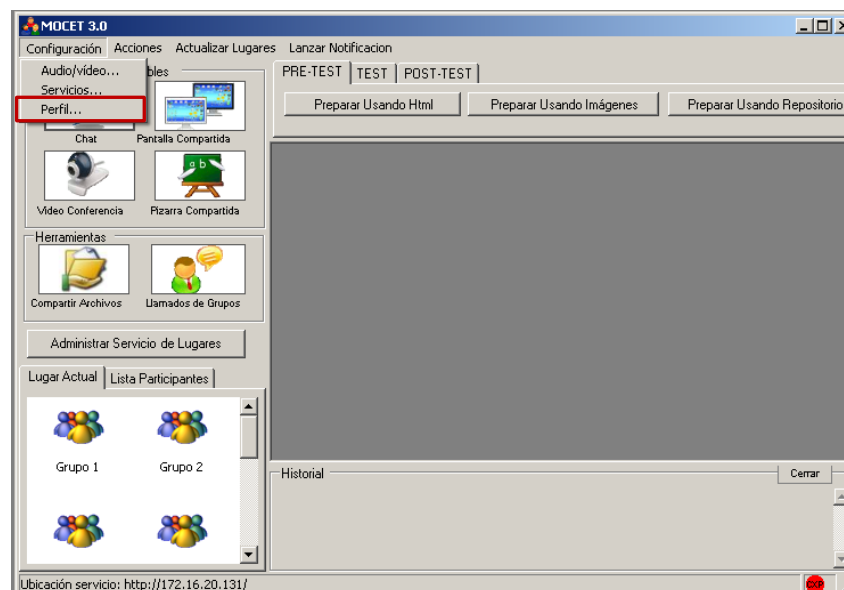 MOCET 3.0
Configuración Acciones Actualizar Lugares Lanzar Notificacion
Audio/vídeo...
Servicios...
Perfil...
bles
Chat
Pantalla Compartida
Video Conferencia
Pizarra Compartida
Herramientas
Compartir Archivos
Llamados de Grupos
Administrar Servicio de Lugares
Lugar Actual
Lista Participantes
Grupo 1
Grupo 2
PRE-TEST
TEST
POST-TEST
Preparar Usando Html
Preparar Usando Imágenes
Preparar Usando Repositorio
Historial
Cerrar
Ubicación servicio: http://172.16.20.131/
CXP